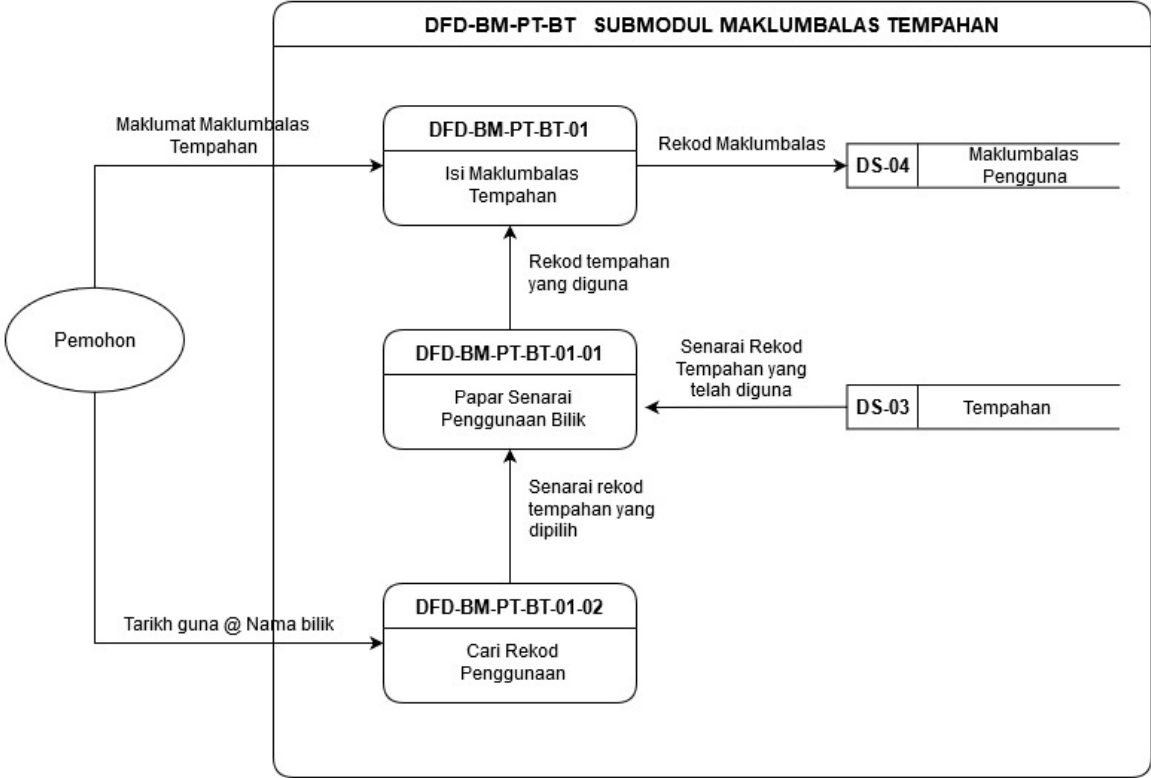 DFD-BM-PT-BT SUBMODUL MAKLUMBALAS TEMPAHAN
Maklumat Maklumbalas
Tempahan
DFD-BM-PT-BT-01
Isi Maklumbalas
Tempahan
Rekod Maklumbalas
DS-04
Maklumbalas
Pengguna
Rekod tempahan
yang diguna
Pemohon
DFD-BM-PT-BT-01-01
Papar Senarai
Penggunaan Bilik
Senarai Rekod
Tempahan yang
telah diguna
DS-03
Tempahan
Senarai rekod
tempahan yang
dipilih
Tarikh guna @ Nama bilik
DFD-BM-PT-BT-01-02
Cari Rekod
Penggunaan